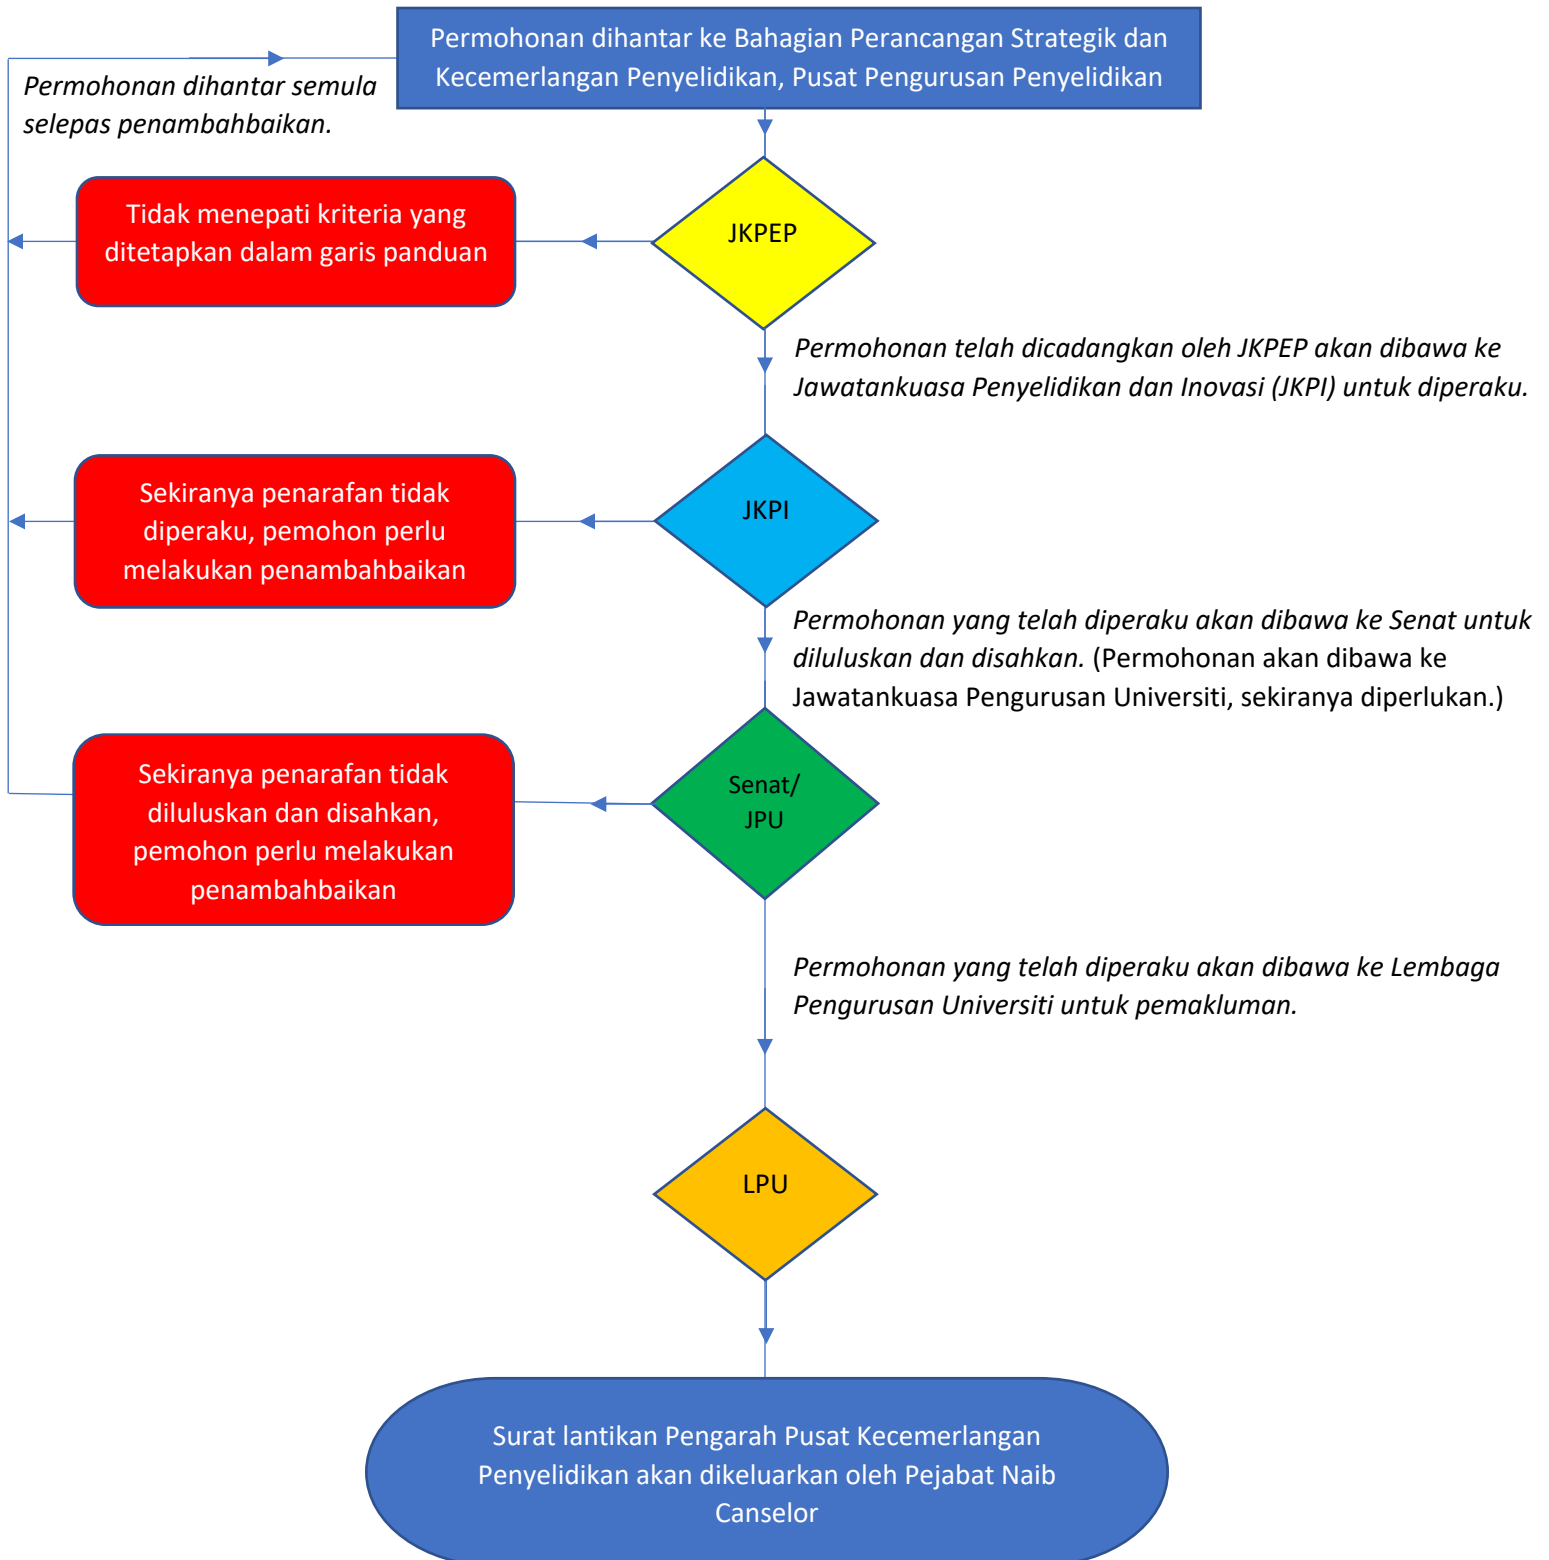 Permohonan dihantar ke Bahagian Perancangan Strategik dan
Kecemerlangan Penyelidikan, Pusat Pengurusan Penyelidikan
Permohonan dihantar semula
selepas penambahbaikan.
Tidak menepati kriteria yang
ditetapkan dalam garis panduan
JKPEP
Permohonan telah dicadangkan oleh JKPEP akan dibawa ke
Jawatankuasa Penyelidikan dan Inovasi (JKPI) untuk diperaku.
Sekiranya penarafan tidak
diperaku, pemohon perlu
melakukan penambahbaikan
JKPI
Permohonan yang telah diperaku akan dibawa ke Senat untuk
diluluskan dan disahkan. (Permohonan akan dibawa ke
Jawatankuasa Pengurusan Universiti, sekiranya diperlukan.)
Sekiranya penarafan tidak
diluluskan dan disahkan,
pemohon perlu melakukan
penambahbaikan
Senat/
JPU
Permohonan yang telah diperaku akan dibawa ke Lembaga
Pengurusan Universiti untuk pemakluman.
LPU
Surat lantikan Pengarah Pusat Kecemerlangan
Penyelidikan akan dikeluarkan oleh Pejabat Naib
Canselor